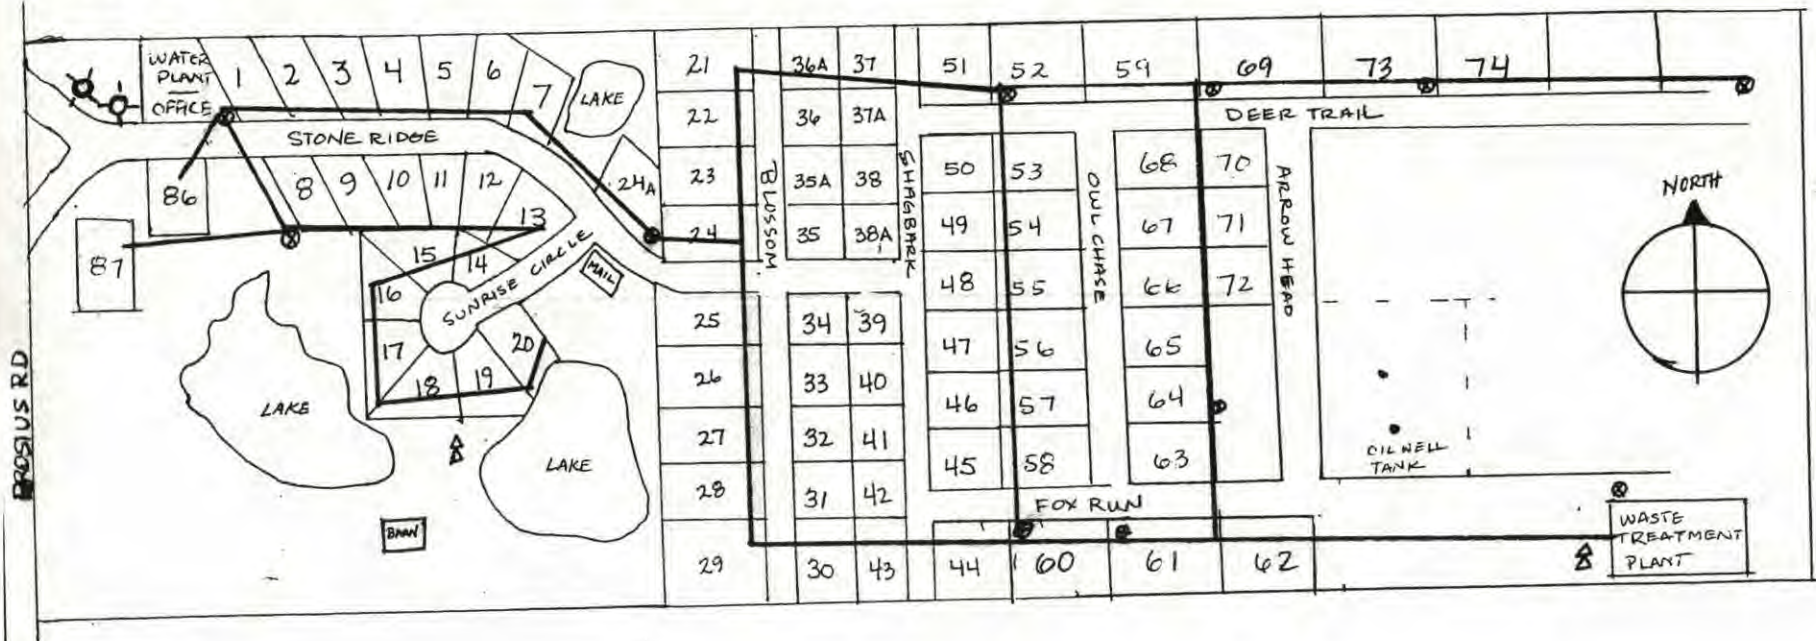 WATER
PLANT
OFFICE
1
2
3
4
5
6
7
LAKE
STONE RIDGE
86
87
8
9
10
11
12
13
14
15
16
17
18
19
20
SUNRISE CIRCLE
MAIL
24A
LAKE
LAKE
BARN
BROSIUS RD
21
22
23
24
25
26
27
28
29
BLOSSOM
36A
37
36
37A
35A
38
35
38A
34
39
33
40
32
41
31
42
30
43
SHAGBARK
51
52
59
69
73
74
DEER TRAIL
50
53
49
54
48
55
47
56
46
57
45
58
OWL CHASE
68
70
67
71
66
72
65
64
63
ARROW HEAD
FOX RUN
44
60
61
62
NORTH
OIL WELL
TANK
WASTE
TREATMENT
PLANT